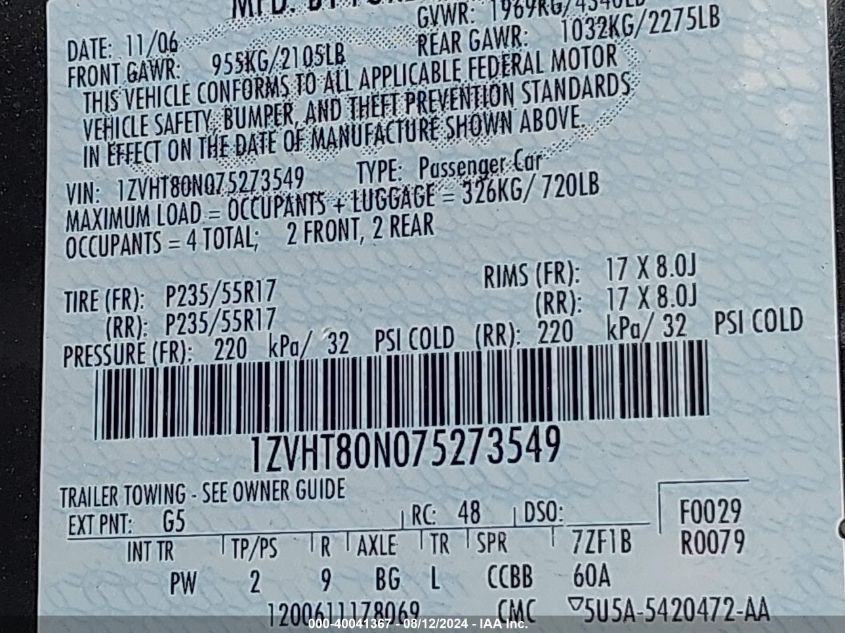 MFD. BY
DATE: 11/06 GVWR: 1969KG/4340LB
FRONT GAWR: 955KG/2105LB REAR GAWR: 1032KG/2275LB
THIS VEHICLE CONFORMS TO ALL APPLICABLE FEDERAL MOTOR
VEHICLE SAFETY, BUMPER, AND THEFT PREVENTION STANDARDS
IN EFFECT ON THE DATE OF MANUFACTURE SHOWN ABOVE.
VIN: 1ZVHT80N075273549 TYPE: Passenger Car
MAXIMUM LOAD = OCCUPANTS + LUGGAGE = 326KG/ 720LB
OCCUPANTS = 4 TOTAL; 2 FRONT, 2 REAR
TIRE (FR): P235/55R17 RIMS (FR): 17 X 8.0J
(RR): P235/55R17 (RR): 17 X 8.0J
PRESSURE (FR): 220 kPa/ 32 PSI COLD (RR): 220 kPa/ 32 PSI COLD
1ZVHT80N075273549
TRAILER TOWING - SEE OWNER GUIDE
EXT PNT: G5 RC: 48 DSO: F0029
INT TR TP/PS R AXLE TR SPR 7ZF1B R0079
PW 2 9 BG L CCBB 60A
1200611178069 CMC ▽5U5A-5420472-AA
000-40041367 - 08/12/2024 - IAA Inc.